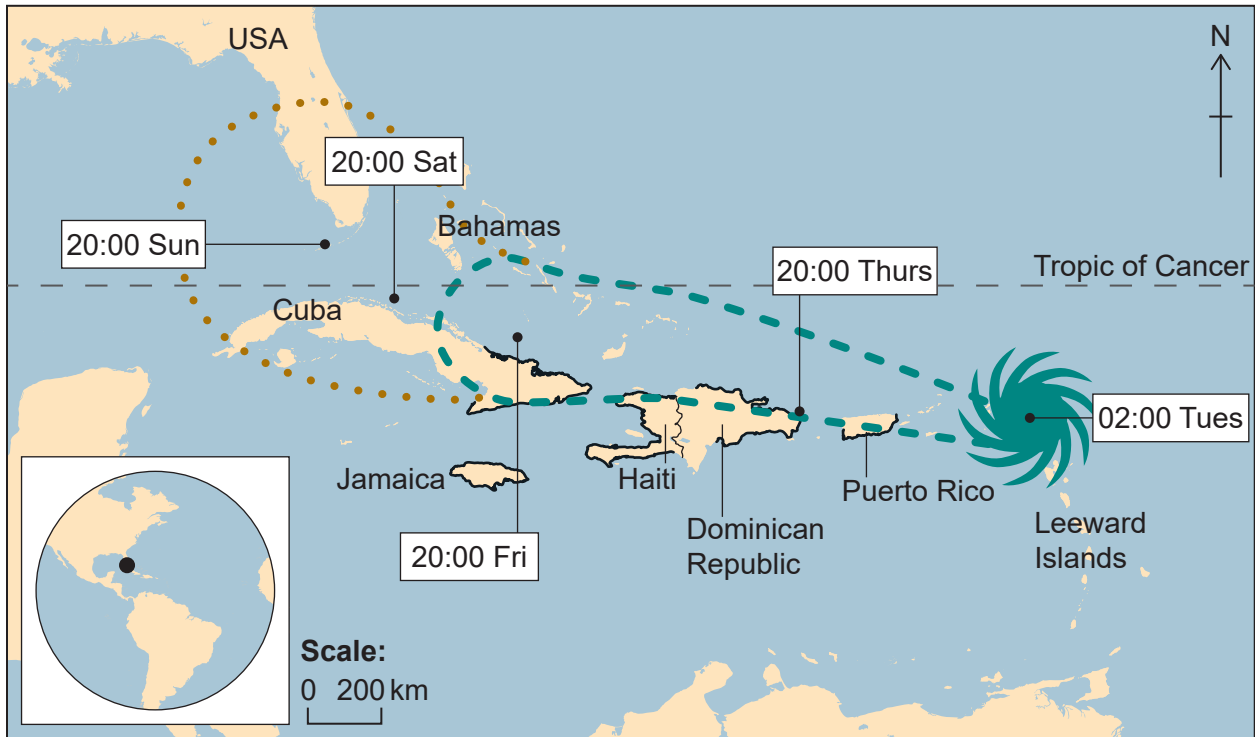 USA
N
20:00 Sat
20:00 Sun
Bahamas
20:00 Thurs
Tropic of Cancer
Cuba
02:00 Tues
Jamaica
Haiti
Puerto Rico
Dominican
Republic
Leeward
Islands
20:00 Fri
Scale:
0 200 km